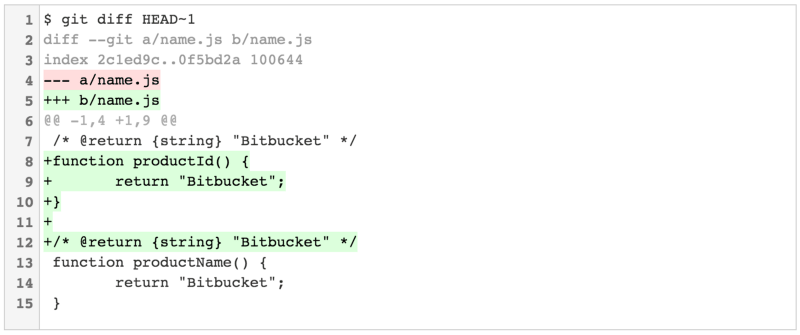 1 $ git diff HEAD~1
2 diff --git a/name.js b/name.js
3 index 2c1ed9c..0f5bd2a 100644
4 --- a/name.js
5 +++ b/name.js
6 @@ -1,4 +1,9 @@
7  /* @return {string} "Bitbucket" */
8 +function productId() {
9 +       return "Bitbucket";
10 +}
11 +
12 +/* @return {string} "Bitbucket" */
13  function productName() {
14         return "Bitbucket";
15  }